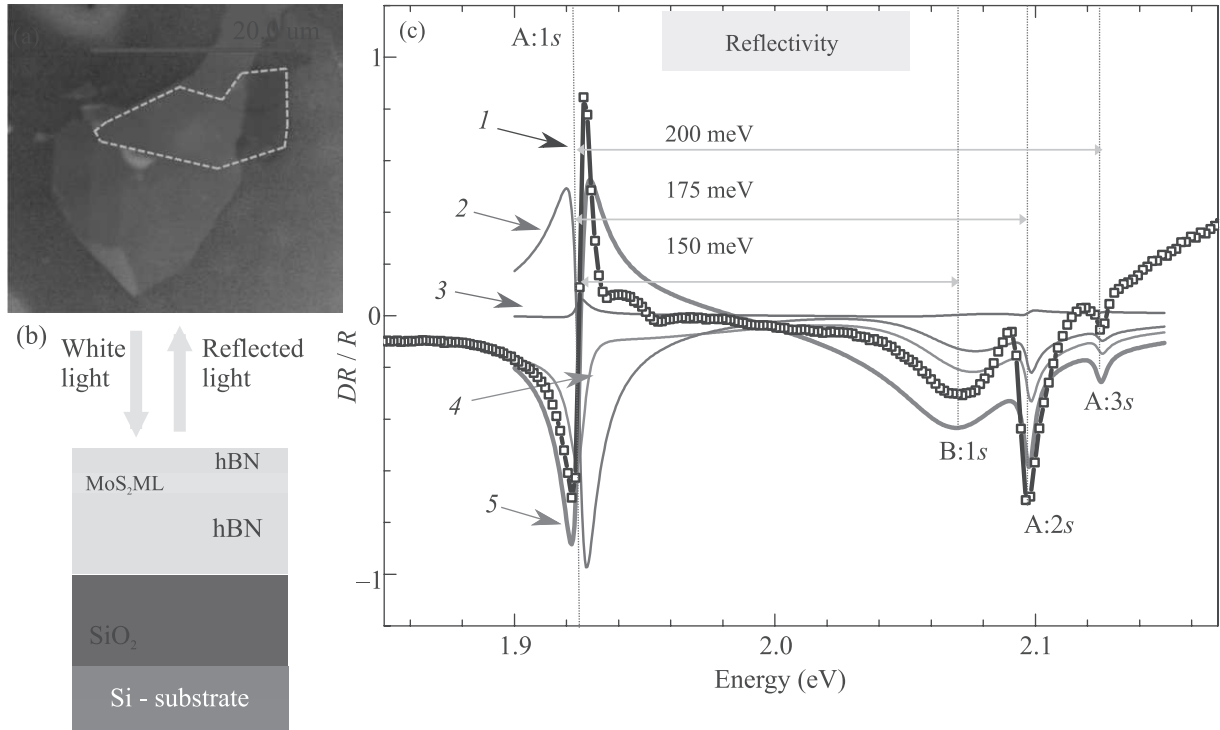 (a)
20.0 um
(b)
White
light
Reflected
light
hBN
MoS₂ML
hBN
SiO₂
Si - substrate
(c)
A:1s
Reflectivity
1
200 meV
2
175 meV
150 meV
3
4
5
B:1s
A:2s
A:3s
DR / R
1
0
−1
1.9
2.0
2.1
Energy (eV)